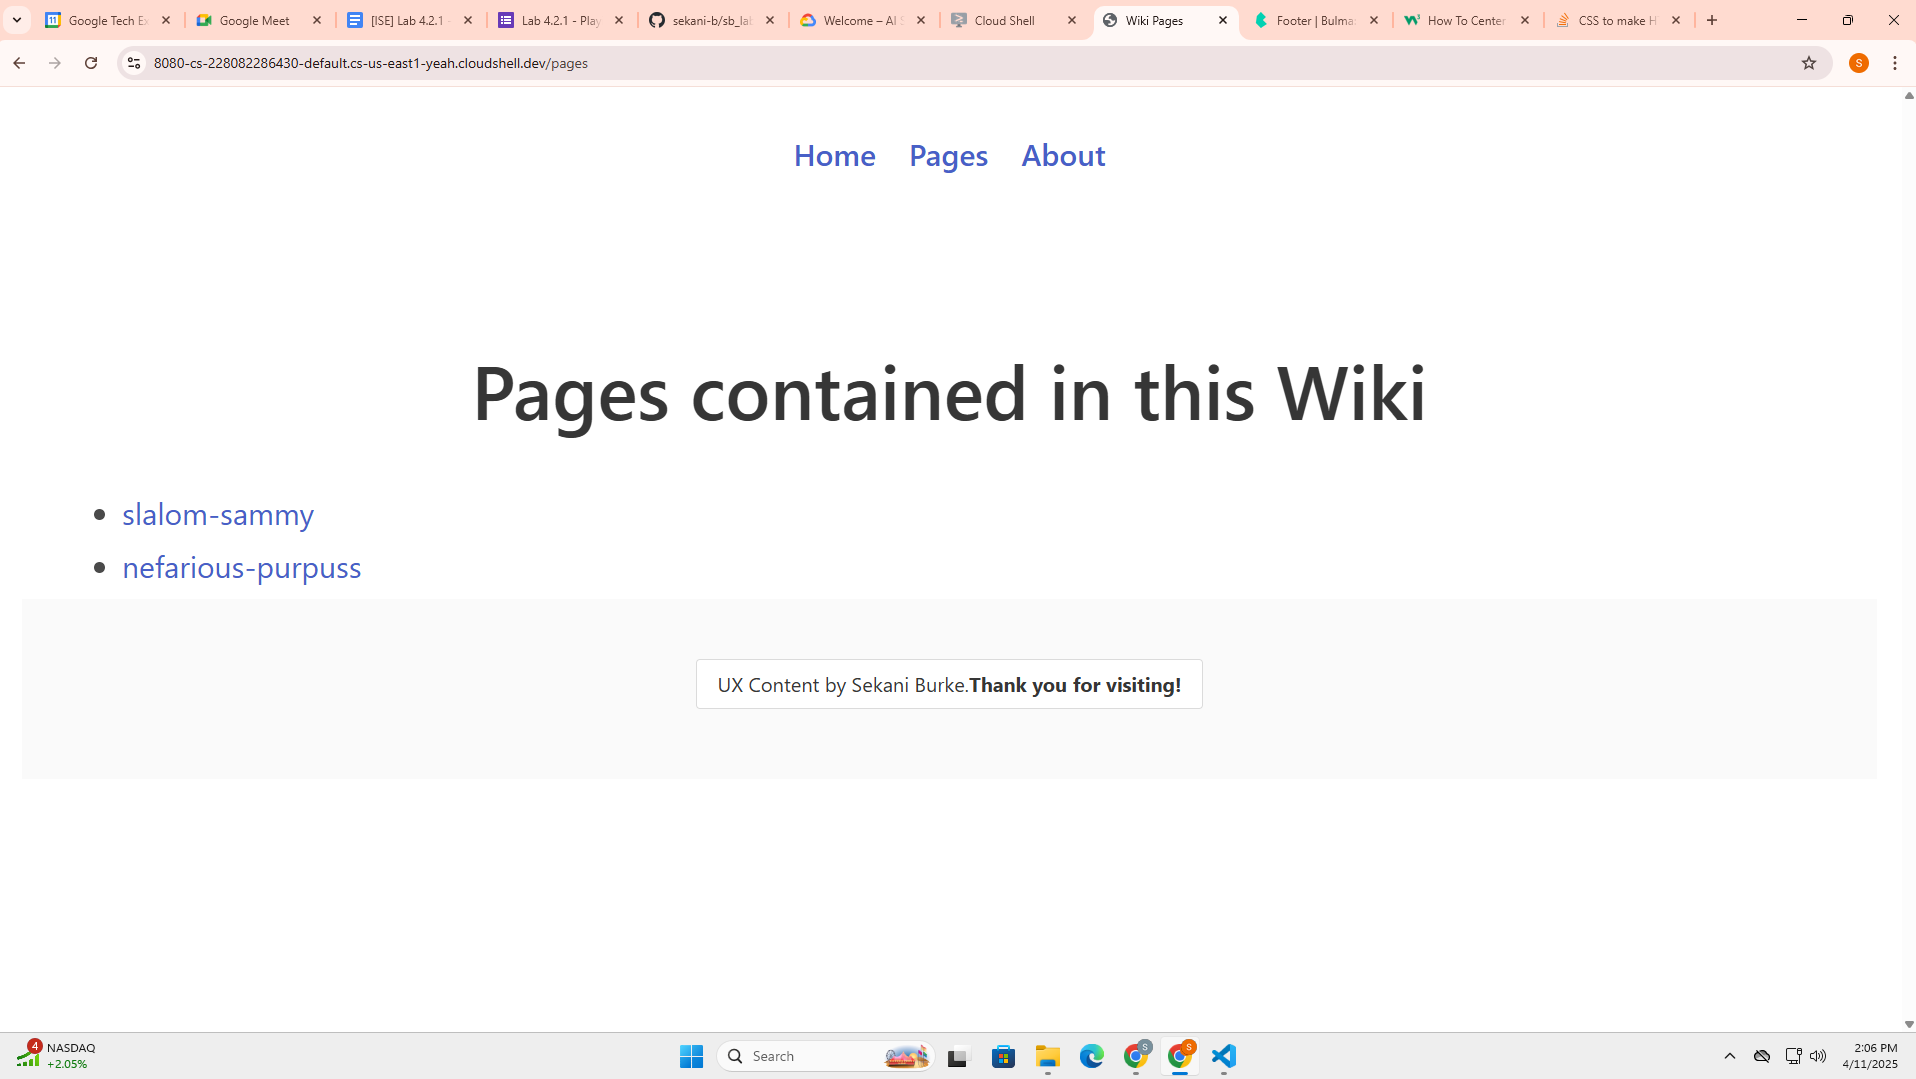 Google Tech Ex
Google Meet
[ISE] Lab 4.2.1 -
Lab 4.2.1 - Play
sekani-b/sb_lab
Welcome – AI S
Cloud Shell
Wiki Pages
Footer | Bulma
How To Center
CSS to make H
8080-cs-228082286430-default.cs-us-east1-yeah.cloudshell.dev/pages
S
Home Pages About
Pages contained in this Wiki
slalom-sammy
nefarious-purpuss
UX Content by Sekani Burke.Thank you for visiting!
4
NASDAQ
+2.05%
Search
S
S
2:06 PM
4/11/2025